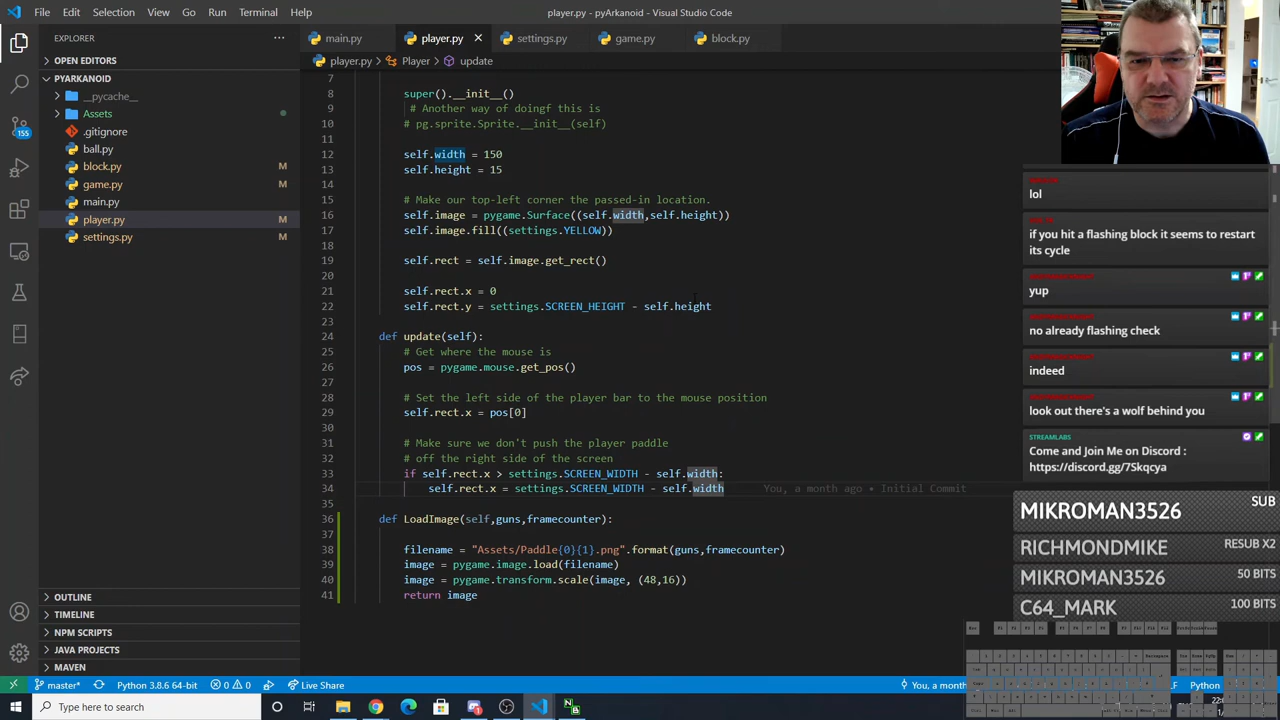 File Edit Selection View Go Run Terminal Help
player.py - pyArkanoid - Visual Studio Code
EXPLORER
OPEN EDITORS
PYARKANOID
__pycache__
Assets
.gitignore
ball.py
block.py M
game.py M
main.py
player.py M
settings.py M
OUTLINE
TIMELINE
NPM SCRIPTS
JAVA PROJECTS
MAVEN
155
main.py player.py settings.py game.py block.py
player.py > Player > update
7
8 super().__init__()
9 # Another way of doingf this is
10 # pg.sprite.Sprite.__init__(self)
11
12 self.width = 150
13 self.height = 15
14
15 # Make our top-left corner the passed-in location.
16 self.image = pygame.Surface((self.width,self.height))
17 self.image.fill((settings.YELLOW))
18
19 self.rect = self.image.get_rect()
20
21 self.rect.x = 0
22 self.rect.y = settings.SCREEN_HEIGHT - self.height
23
24 def update(self):
25 # Get where the mouse is
26 pos = pygame.mouse.get_pos()
27
28 # Set the left side of the player bar to the mouse position
29 self.rect.x = pos[0]
30
31 # Make sure we don't push the player paddle
32 # off the right side of the screen
33 if self.rect.x > settings.SCREEN_WIDTH - self.width:
34 self.rect.x = settings.SCREEN_WIDTH - self.width You, a month ago • Initial Commit
35
36 def LoadImage(self,guns,framecounter):
37
38 filename = "Assets/Paddle{0}{1}.png".format(guns,framecounter)
39 image = pygame.image.load(filename)
40 image = pygame.transform.scale(image, (48,16))
41 return image
lol
if you hit a flashing block it seems to restart
its cycle
yup
no already flashing check
indeed
look out there's a wolf behind you
STREAMLABS
Come and Join Me on Discord :
https://discord.gg/7Skqcya
MIKROMAN3526 SUB
RICHMONDMIKE RESUB X2
MIKROMAN3526 50 BITS
C64_MARK 100 BITS
master* Python 3.8.6 64-bit 0 0 Live Share
You, a mon
LF Python
Type here to search